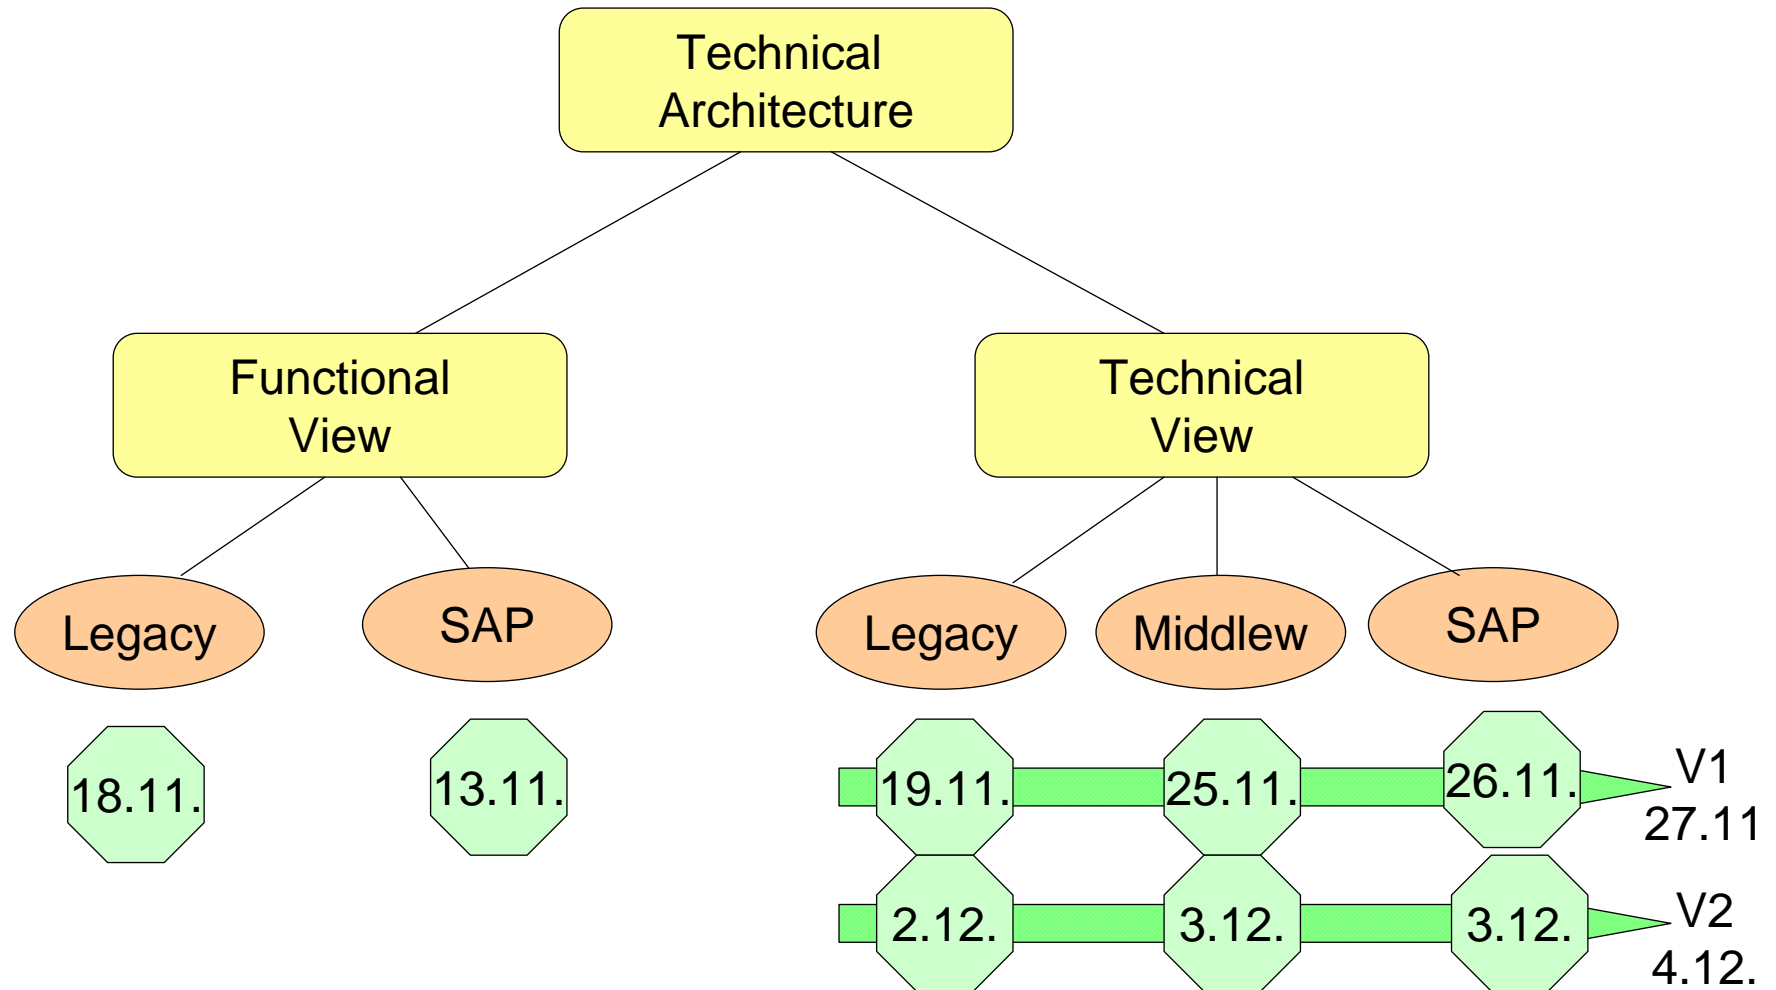 Technical
Architecture
Functional
View
Technical
View
Legacy
SAP
Legacy
Middlew
SAP
18.11.
13.11.
19.11.
25.11.
26.11.
V1
27.11
2.12.
3.12.
3.12.
V2
4.12.